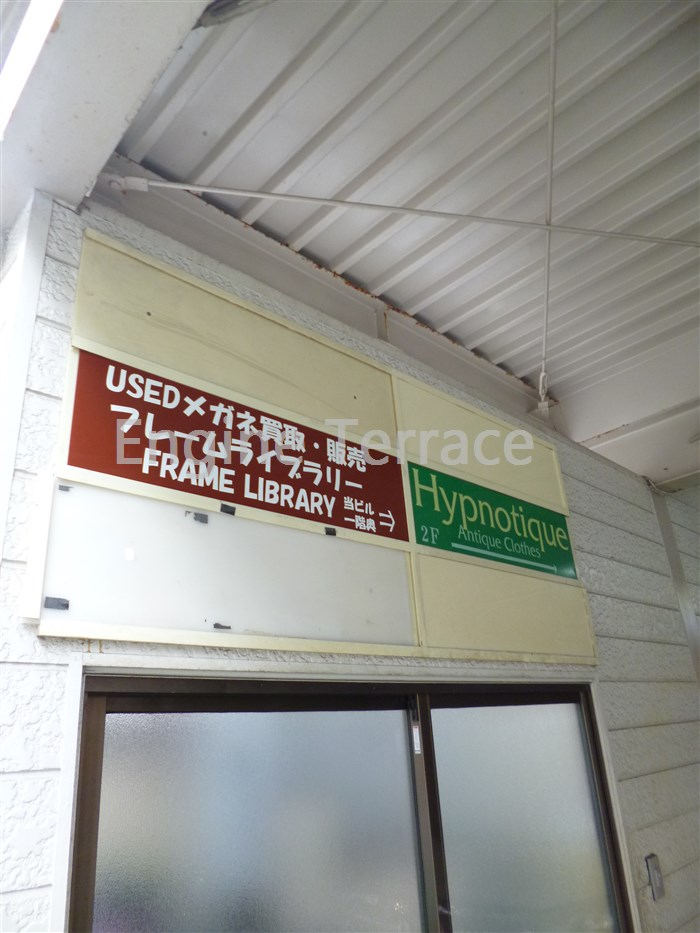 USEDメガネ買取・販売
フレームライブラリー
FRAME LIBRARY 当ビル一階奥→
Hypnotique
2F Antique Clothes
Engine-Terrace